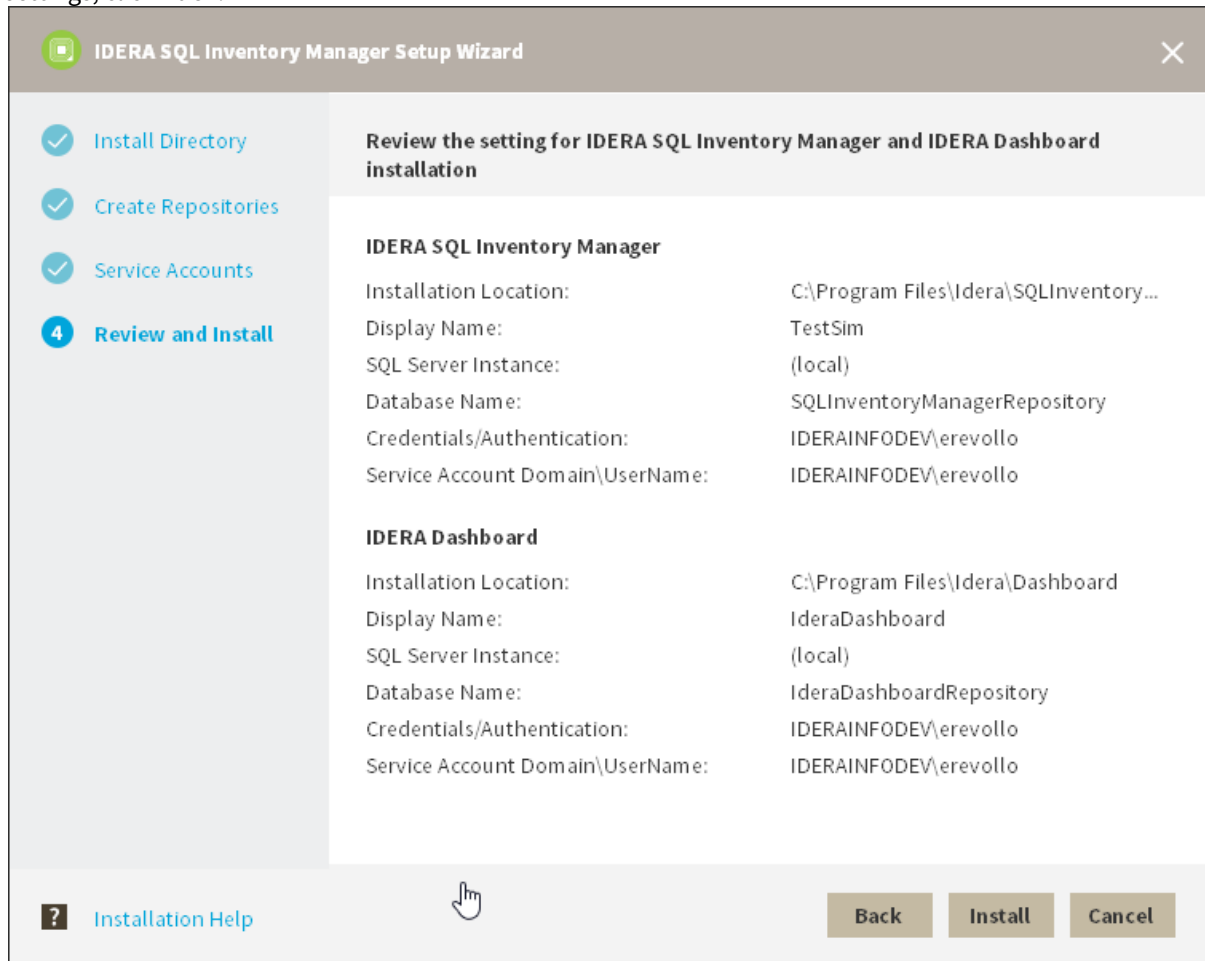 IDERA SQL Inventory Manager Setup Wizard
Install Directory
Create Repositories
Service Accounts
4 Review and Install
Review the setting for IDERA SQL Inventory Manager and IDERA Dashboard
installation
IDERA SQL Inventory Manager
Installation Location: C:\Program Files\Idera\SQLInventory...
Display Name: TestSim
SQL Server Instance: (local)
Database Name: SQLInventoryManagerRepository
Credentials/Authentication: IDERAINFODEV\erevollo
Service Account Domain\UserName: IDERAINFODEV\erevollo
IDERA Dashboard
Installation Location: C:\Program Files\Idera\Dashboard
Display Name: IderaDashboard
SQL Server Instance: (local)
Database Name: IderaDashboardRepository
Credentials/Authentication: IDERAINFODEV\erevollo
Service Account Domain\UserName: IDERAINFODEV\erevollo
? Installation Help
Back Install Cancel